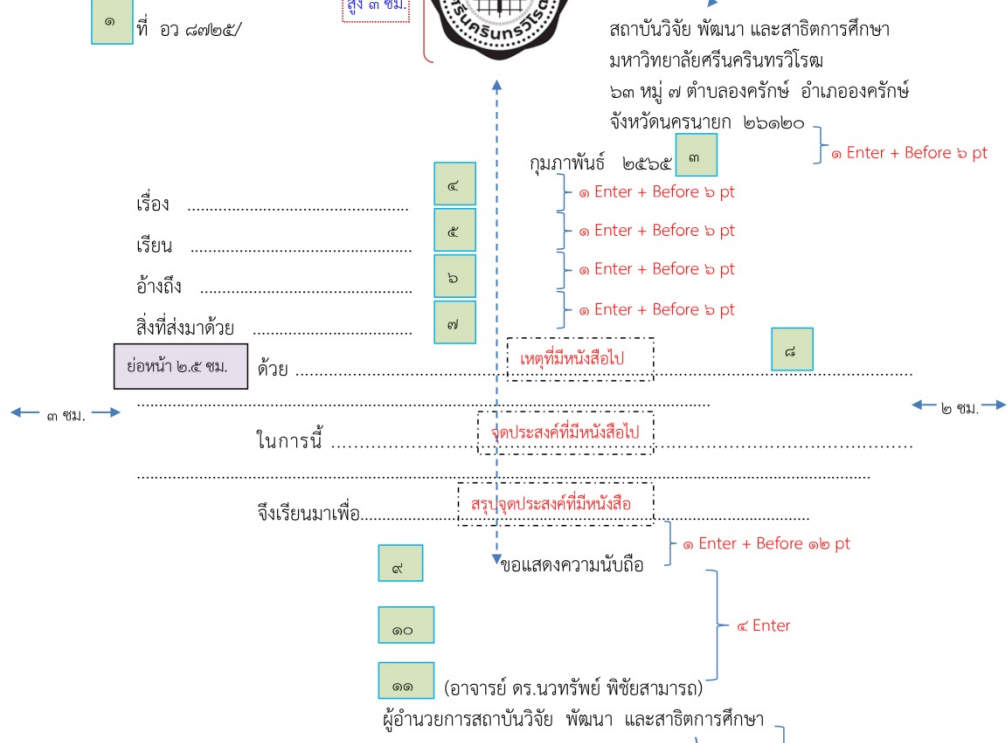 สูง ๓ ซม.
๑ ที่ อว ๘๗๒๕/
ศรีนครินทรวิโรฒ
สถาบันวิจัย พัฒนา และสาธิตการศึกษา
มหาวิทยาลัยศรีนครินทรวิโรฒ
๖๓ หมู่ ๗ ตำบลองครักษ์ อำเภอองครักษ์
จังหวัดนครนายก ๒๖๑๒๐
๑ Enter + Before ๖ pt
กุมภาพันธ์ ๒๕๖๕ ๓
เรื่อง ........................................ ๔ ๑ Enter + Before ๖ pt
เรียน ........................................ ๕ ๑ Enter + Before ๖ pt
อ้างถึง ........................................ ๖ ๑ Enter + Before ๖ pt
สิ่งที่ส่งมาด้วย ............................. ๗ ๑ Enter + Before ๖ pt
ย่อหน้า ๒.๕ ซม. ด้วย ........ เหตุที่มีหนังสือไป ........ ๘
๓ ซม. ๒ ซม.
ในการนี้ ........ จุดประสงค์ที่มีหนังสือไป ........
จึงเรียนมาเพื่อ........ สรุปจุดประสงค์ที่มีหนังสือ ........
๑ Enter + Before ๑๒ pt
๙ ขอแสดงความนับถือ
๑๐ ๔ Enter
๑๑ (อาจารย์ ดร.นวทรัพย์ พิชัยสามารถ)
ผู้อำนวยการสถาบันวิจัย พัฒนา และสาธิตการศึกษา